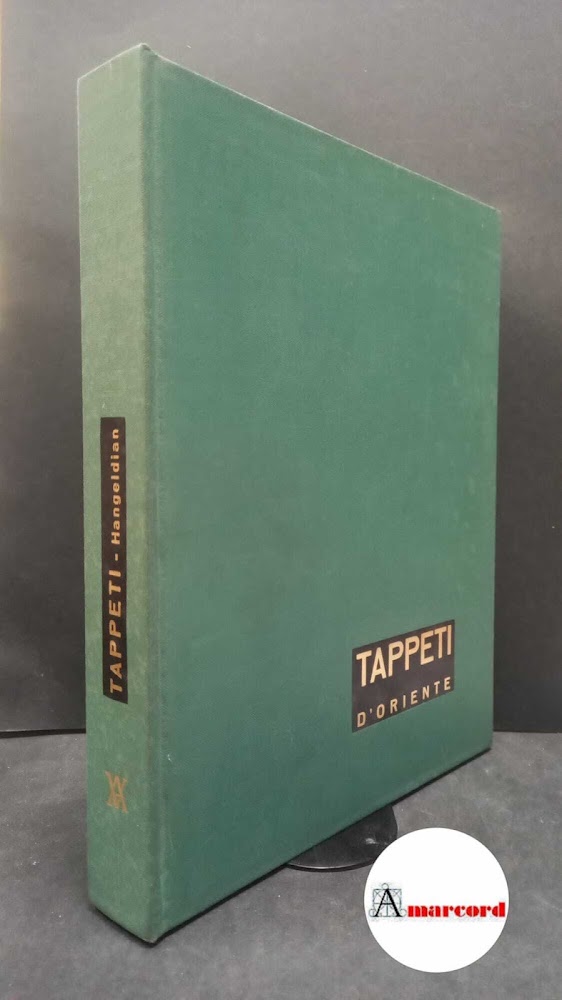 TAPPETI - Hangeldian
TAPPETI
D'ORIENTE
Amarcord